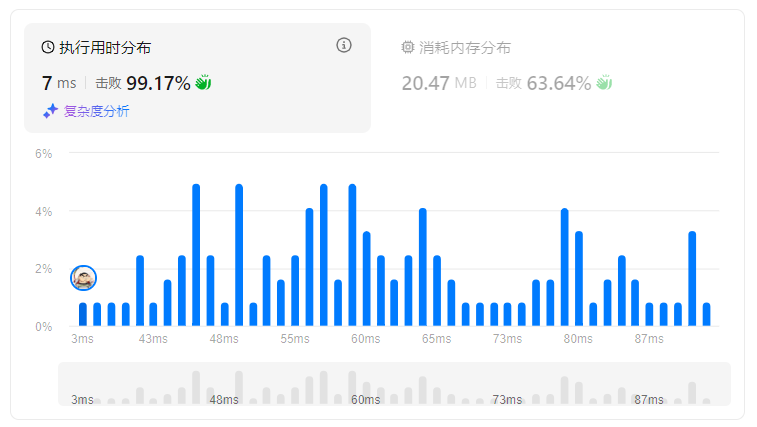 执行用时分布
7 ms 击败 99.17%
复杂度分析
消耗内存分布
20.47 MB 击败 63.64%
6%
4%
2%
0%
3ms 43ms 48ms 55ms 60ms 65ms 73ms 80ms 87ms
3ms 48ms 60ms 73ms 87ms